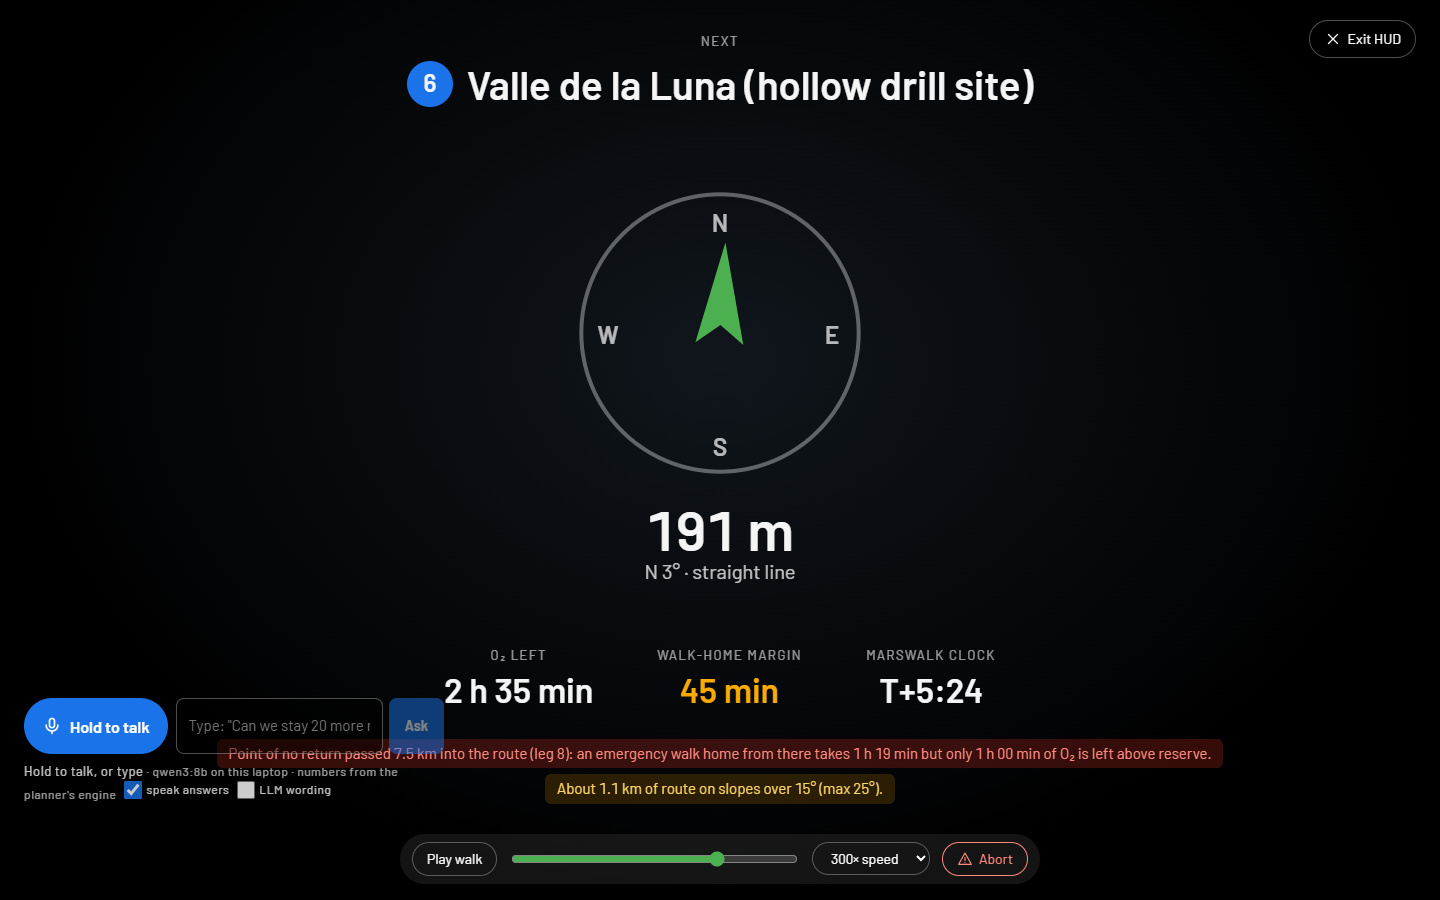 NEXT
Exit HUD
6 Valle de la Luna (hollow drill site)
N
W E
S
191 m
N 3° · straight line
O₂ LEFT
2 h 35 min
WALK-HOME MARGIN
45 min
MARSWALK CLOCK
T+5:24
Hold to talk
Type: "Can we stay 20 more r
Ask
Point of no return passed 7.5 km into the route (leg 8): an emergency walk home from there takes 1 h 19 min but only 1 h 00 min of O₂ is left above reserve.
Hold to talk, or type · qwen3:8b on this laptop · numbers from the
planner's engine speak answers LLM wording
About 1.1 km of route on slopes over 15° (max 25°).
Play walk
300× speed
Abort